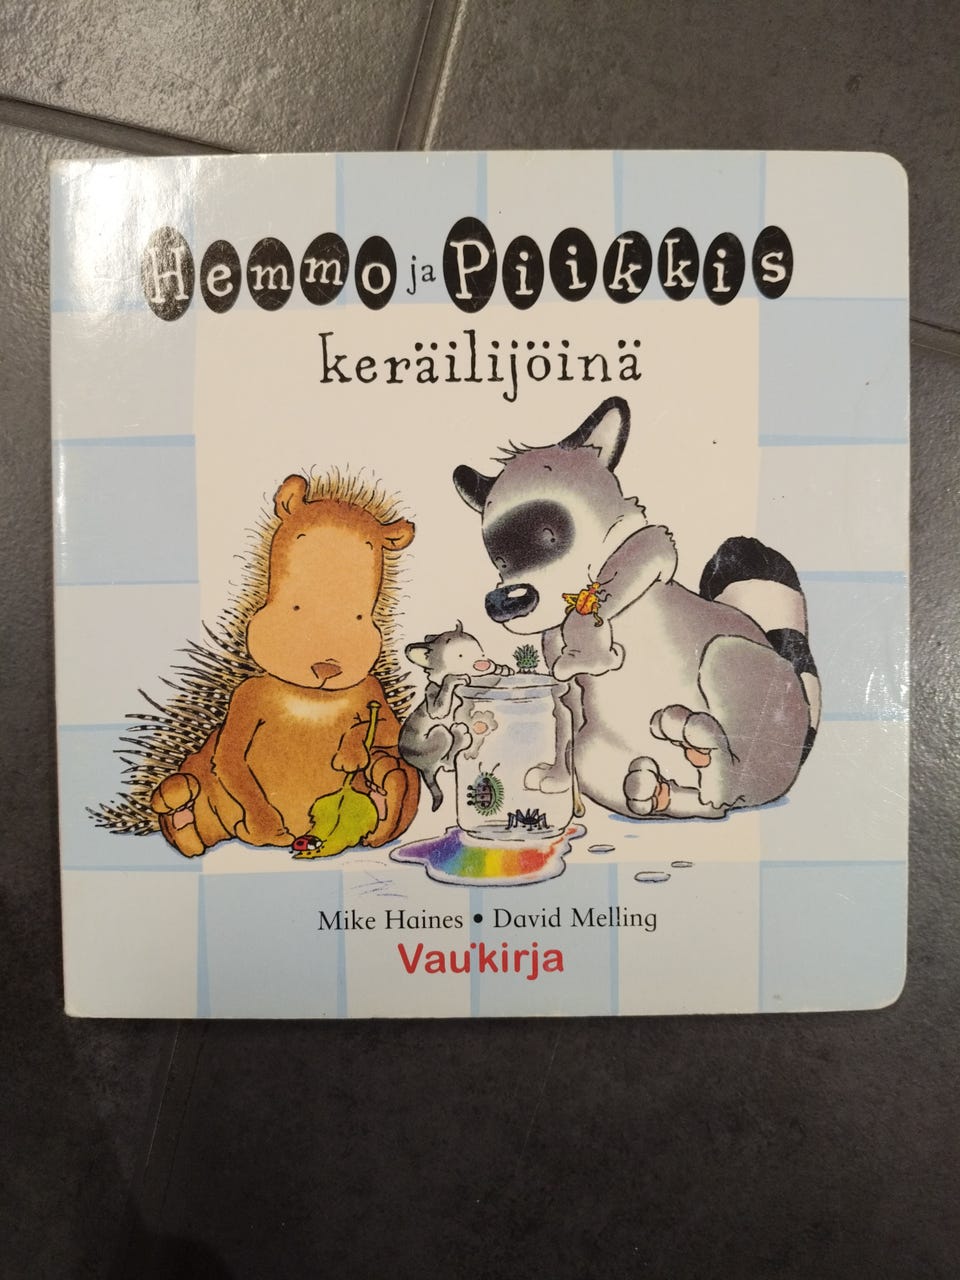 Hemmo ja Piikkis
keräilijöinä
Mike Haines • David Melling
Vau!kirja